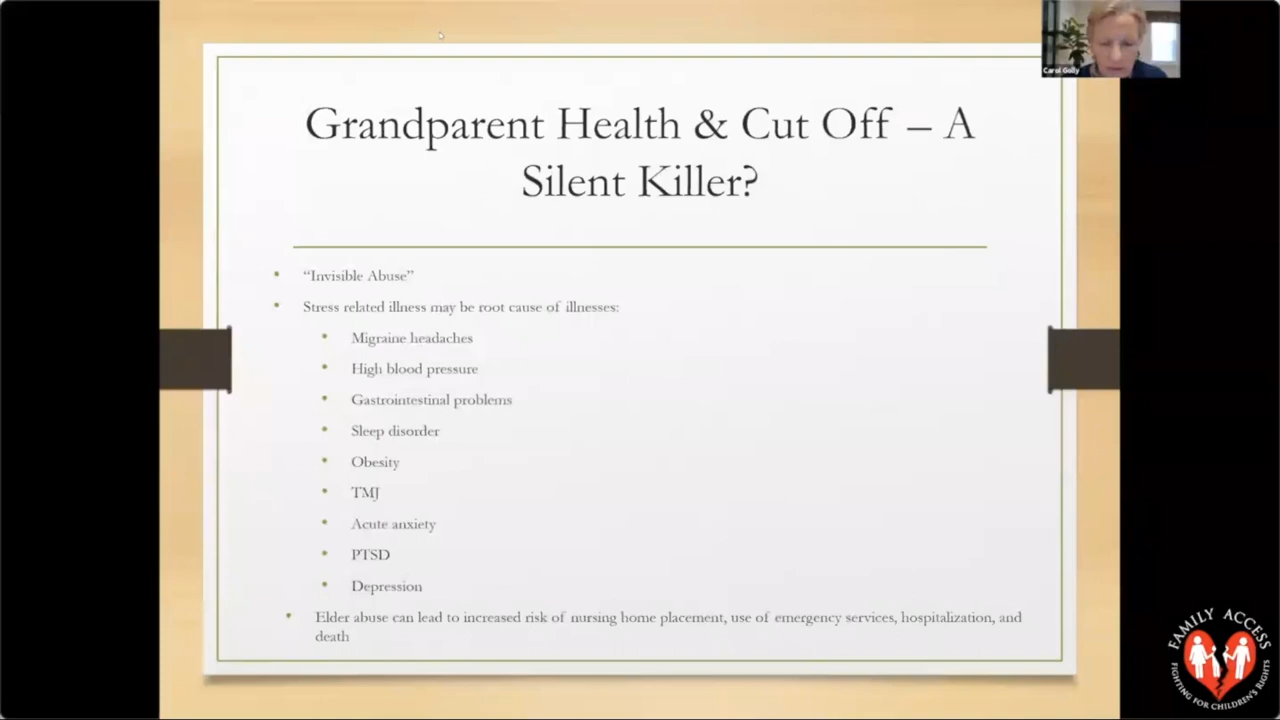 Carol Golly
Grandparent Health & Cut Off – A
Silent Killer?
• “Invisible Abuse”
• Stress related illness may be root cause of illnesses:
• Migraine headaches
• High blood pressure
• Gastrointestinal problems
• Sleep disorder
• Obesity
• TMJ
• Acute anxiety
• PTSD
• Depression
• Elder abuse can lead to increased risk of nursing home placement, use of emergency services, hospitalization, and
death
FAMILY ACCESS
FIGHTING FOR CHILDREN'S RIGHTS